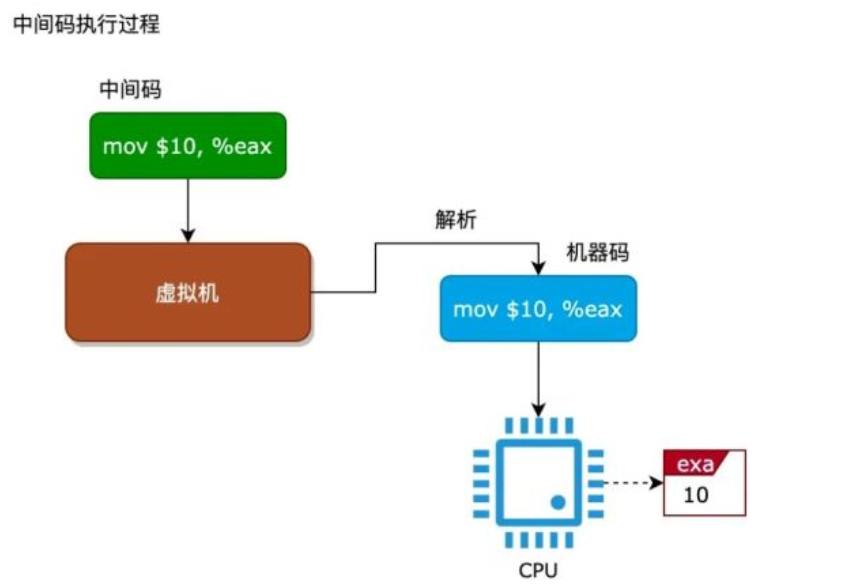 中间码执行过程
中间码
mov $10, %eax
虚拟机
解析
机器码
mov $10, %eax
exa
10
CPU